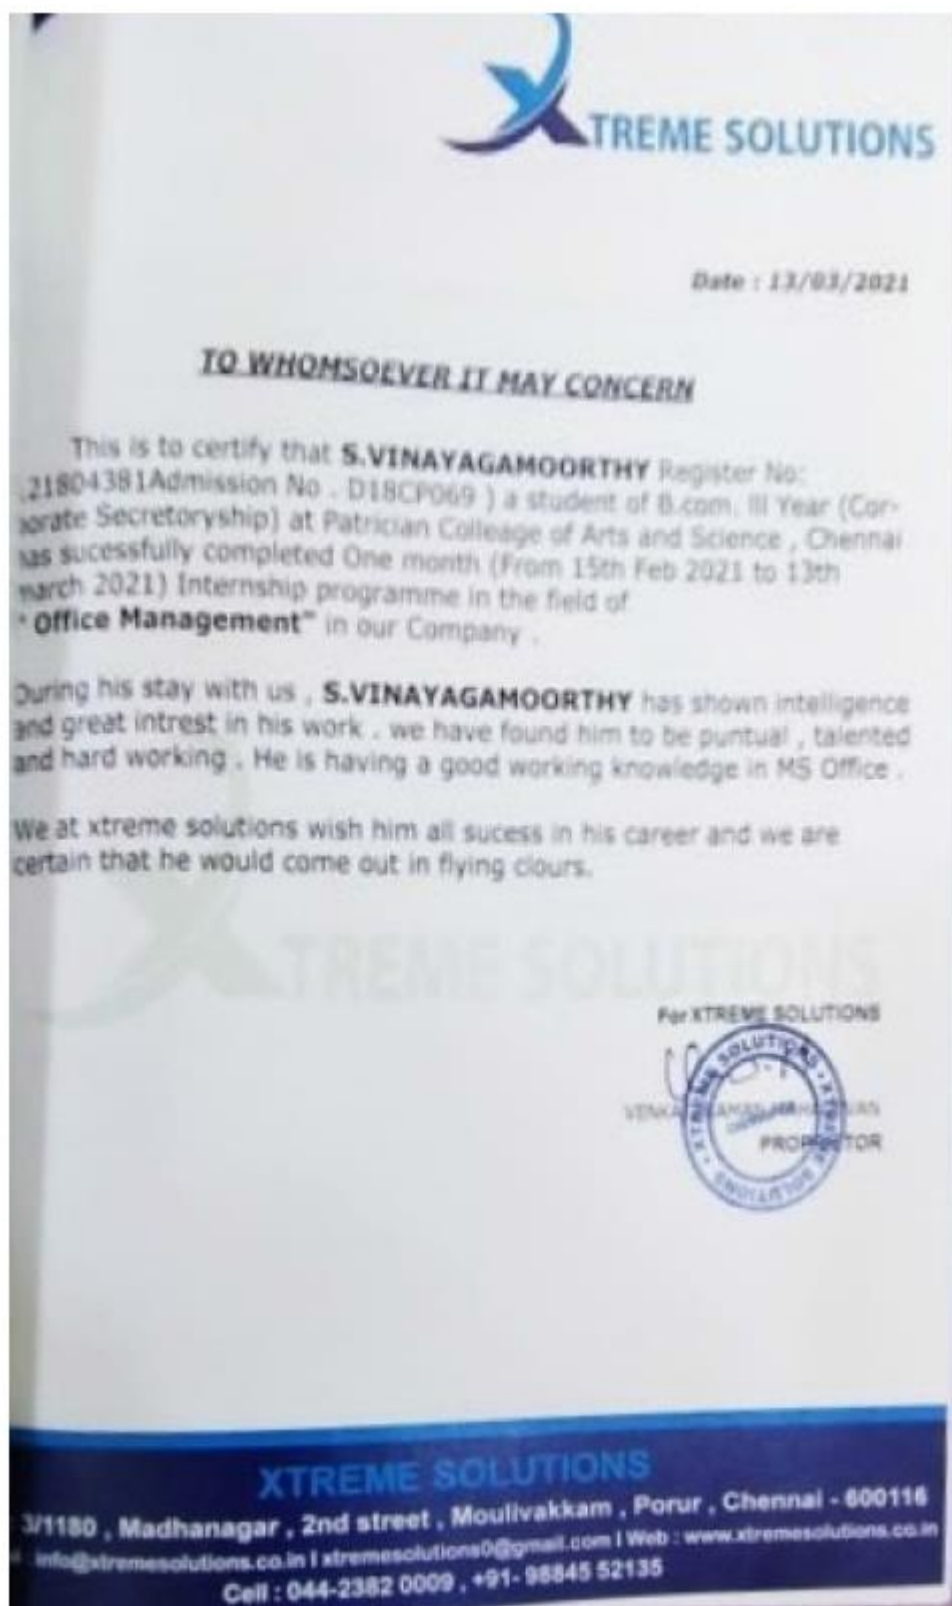 XTREME SOLUTIONS
Date : 13/03/2021
TO WHOMSOEVER IT MAY CONCERN
This is to certify that S.VINAYAGAMOORTHY Register No:
21804381Admission No . D18CP069 ) a student of B.com. III Year (Cor-
porate Secretoryship) at Patrician Colleage of Arts and Science , Chennai
has sucessfully completed One month (From 15th Feb 2021 to 13th
march 2021) Internship programme in the field of
" Office Management" in our Company .
During his stay with us , S.VINAYAGAMOORTHY has shown intelligence
and great intrest in his work . we have found him to be puntual , talented
and hard working . He is having a good working knowledge in MS Office .
We at xtreme solutions wish him all sucess in his career and we are
certain that he would come out in flying clours.
XTREME SOLUTIONS
For XTREME SOLUTIONS
XTREME SOLUTIONS · XTREME SOLUTIONS
PROPRIETOR
XTREME SOLUTIONS
3/1180 , Madhanagar , 2nd street , Moulivakkam , Porur , Chennai - 600116
info@xtremesolutions.co.in I xtremesolutions0@gmail.com I Web : www.xtremesolutions.co.in
Cell : 044-2382 0009 , +91- 98845 52135